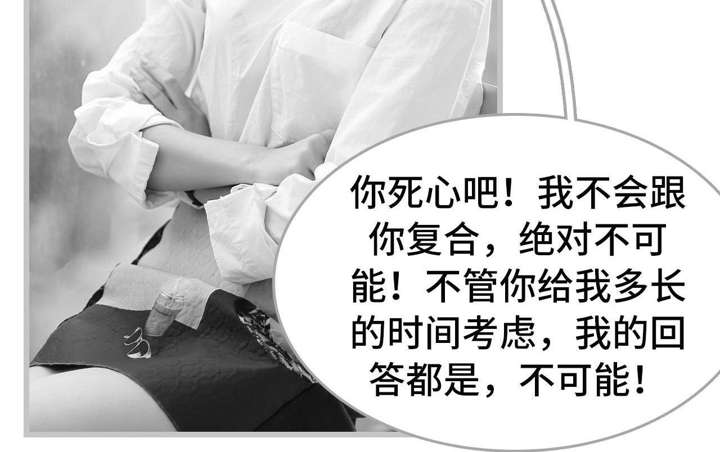 你死心吧！我不会跟
你复合，绝对不可
能！不管你给我多长
的时间考虑，我的回
答都是，不可能！